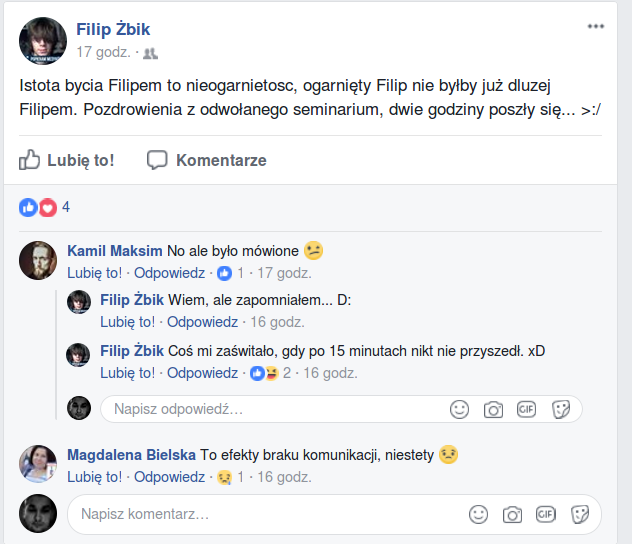 Filip Żbik
17 godz. ·
Istota bycia Filipem to nieogarnietosc, ogarnięty Filip nie byłby już dluzej
Filipem. Pozdrowienia z odwołanego seminarium, dwie godziny poszły się... >:/
Lubię to! Komentarze
4
Kamil Maksim No ale było mówione
Lubię to! · Odpowiedz · 1 · 17 godz.
Filip Żbik Wiem, ale zapomniałem... D:
Lubię to! · Odpowiedz · 16 godz.
Filip Żbik Coś mi zaświtało, gdy po 15 minutach nikt nie przyszedł. xD
Lubię to! · Odpowiedz · 2 · 16 godz.
Napisz odpowiedź... GIF
Magdalena Bielska To efekty braku komunikacji, niestety
Lubię to! · Odpowiedz · 1 · 16 godz.
Napisz komentarz... GIF